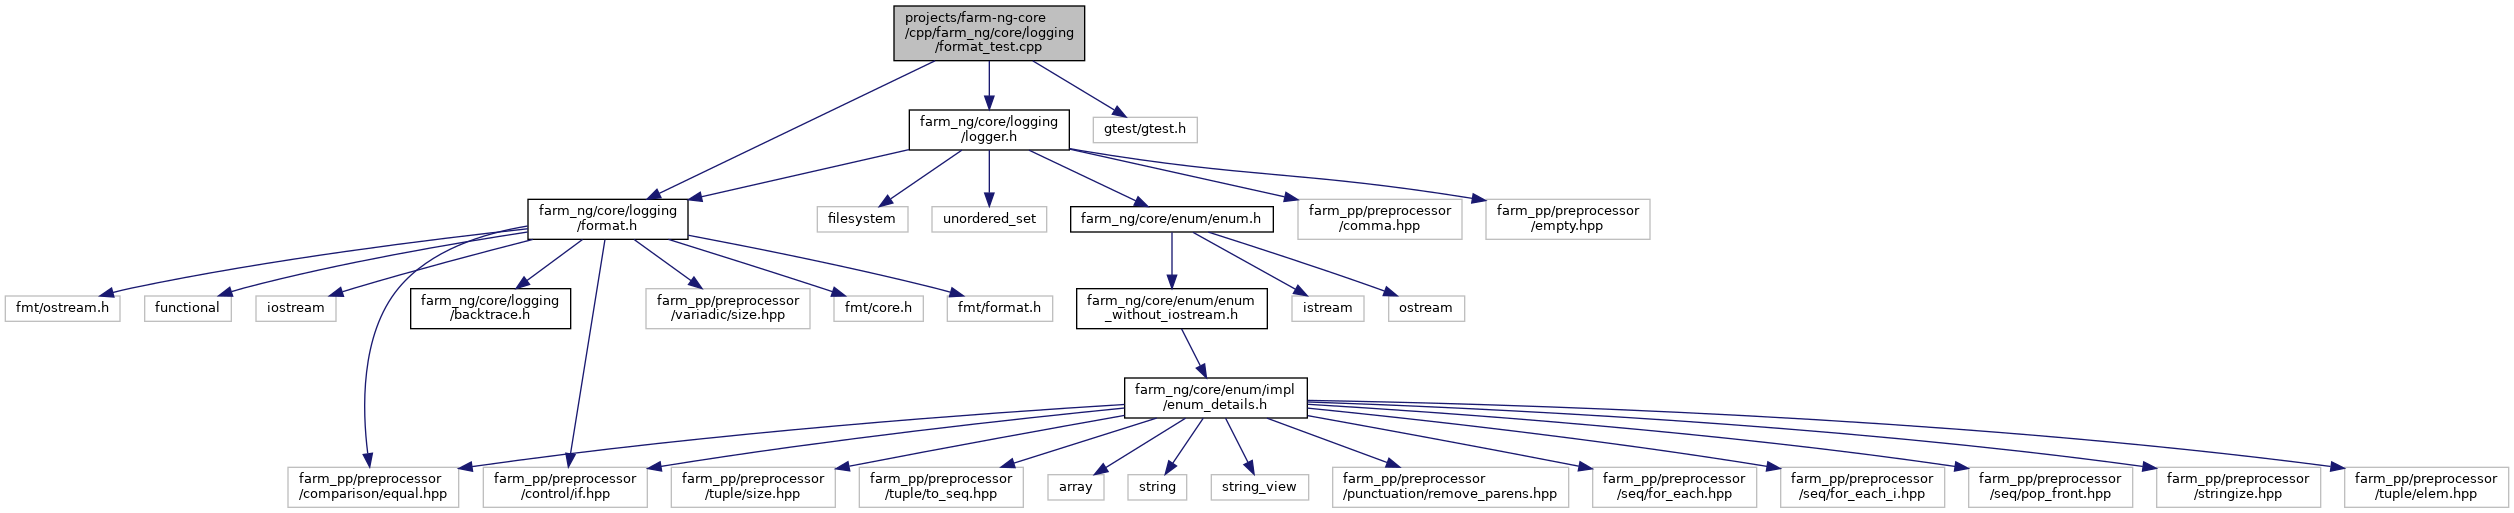 projects/farm-ng-core
/cpp/farm_ng/core/logging
/format_test.cpp
farm_ng/core/logging
/logger.h
gtest/gtest.h
farm_ng/core/logging
/format.h
filesystem
unordered_set
farm_ng/core/enum/enum.h
farm_pp/preprocessor
/comma.hpp
farm_pp/preprocessor
/empty.hpp
fmt/ostream.h
functional
iostream
farm_ng/core/logging
/backtrace.h
farm_pp/preprocessor
/variadic/size.hpp
fmt/core.h
fmt/format.h
farm_ng/core/enum/enum
_without_iostream.h
istream
ostream
farm_ng/core/enum/impl
/enum_details.h
farm_pp/preprocessor
/comparison/equal.hpp
farm_pp/preprocessor
/control/if.hpp
farm_pp/preprocessor
/tuple/size.hpp
farm_pp/preprocessor
/tuple/to_seq.hpp
array
string
string_view
farm_pp/preprocessor
/punctuation/remove_parens.hpp
farm_pp/preprocessor
/seq/for_each.hpp
farm_pp/preprocessor
/seq/for_each_i.hpp
farm_pp/preprocessor
/seq/pop_front.hpp
farm_pp/preprocessor
/stringize.hpp
farm_pp/preprocessor
/tuple/elem.hpp